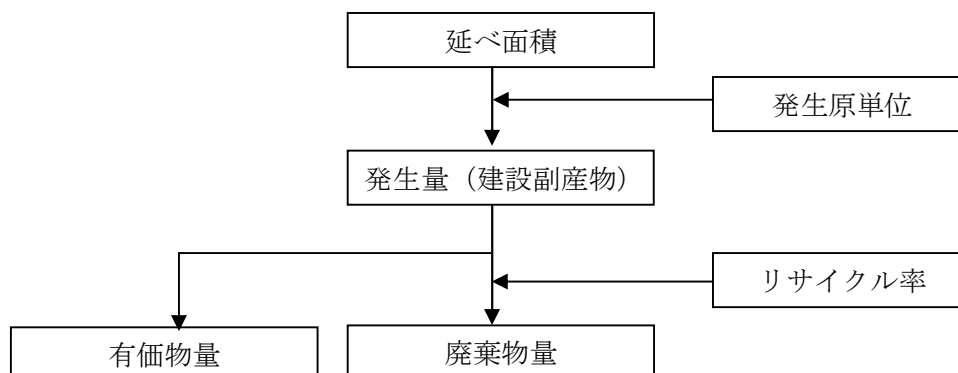 延べ面積
発生原単位
発生量（建設副産物）
リサイクル率
有価物量
廃棄物量